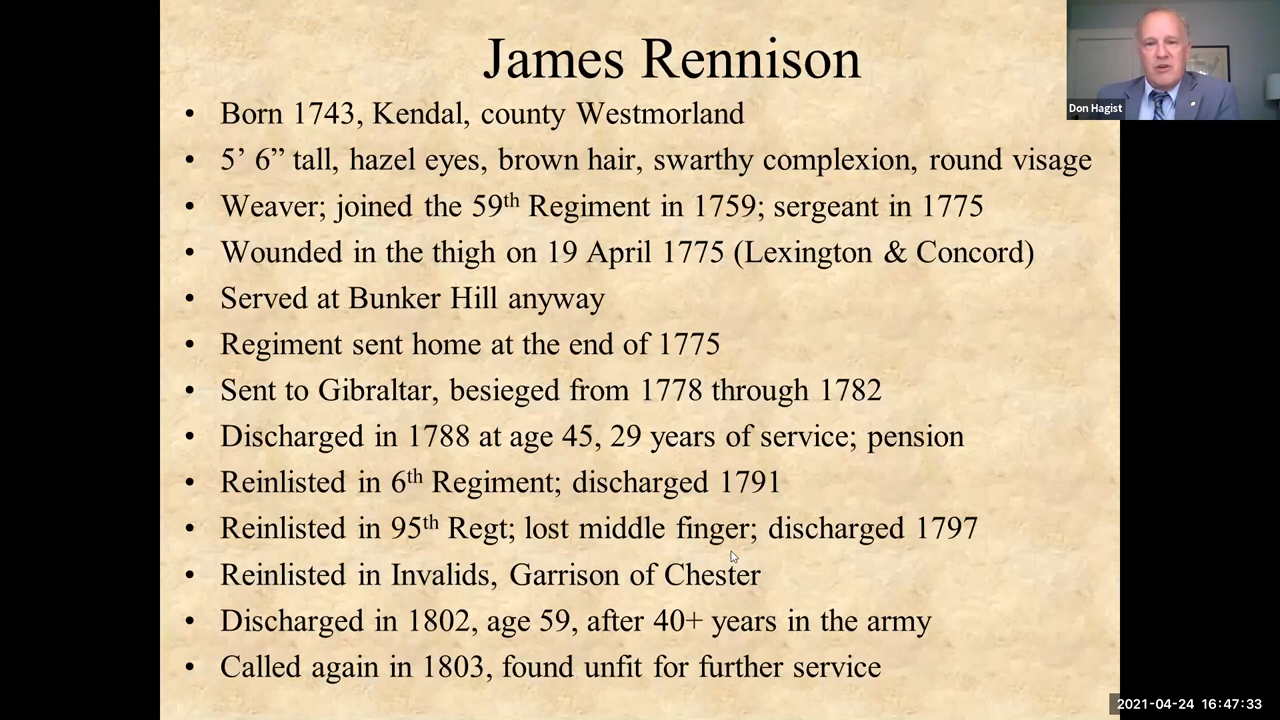 James Rennison
Don Hagist
• Born 1743, Kendal, county Westmorland
• 5’ 6” tall, hazel eyes, brown hair, swarthy complexion, round visage
• Weaver; joined the 59th Regiment in 1759; sergeant in 1775
• Wounded in the thigh on 19 April 1775 (Lexington & Concord)
• Served at Bunker Hill anyway
• Regiment sent home at the end of 1775
• Sent to Gibraltar, besieged from 1778 through 1782
• Discharged in 1788 at age 45, 29 years of service; pension
• Reinlisted in 6th Regiment; discharged 1791
• Reinlisted in 95th Regt; lost middle finger; discharged 1797
• Reinlisted in Invalids, Garrison of Chester
• Discharged in 1802, age 59, after 40+ years in the army
• Called again in 1803, found unfit for further service
2021-04-24 16:47:33